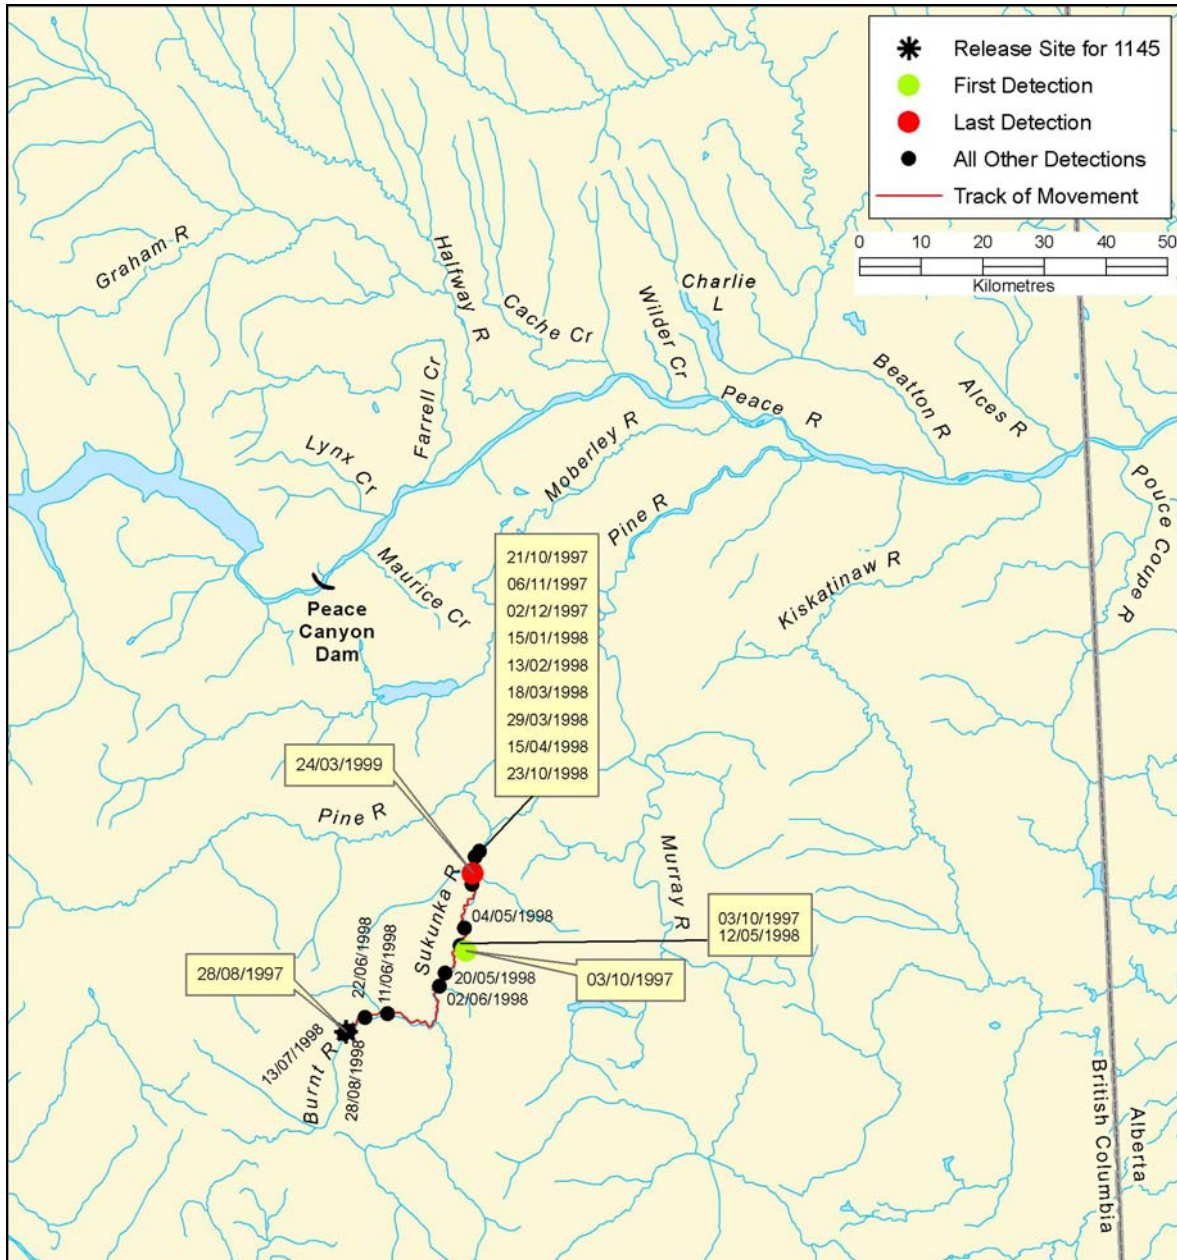 Release Site for 1145
First Detection
Last Detection
All Other Detections
Track of Movement
0 10 20 30 40 50
Kilometres
Graham R
Halfway R
Cache Cr
Charlie
L
Wilder Cr
Farrell Cr
Lynx Cr
Peace R
Beatton R
Alces R
Moberley R
Pine R
Pouce Coupe R
Maurice Cr
Kiskatinaw R
Peace
Canyon
Dam
21/10/1997
06/11/1997
02/12/1997
15/01/1998
13/02/1998
18/03/1998
29/03/1998
15/04/1998
23/10/1998
24/03/1999
Pine R
Sukunka R
Murray R
04/05/1998
03/10/1997
12/05/1998
03/10/1997
20/05/1998
02/06/1998
22/06/1998
11/06/1998
28/08/1997
13/07/1998
28/08/1998
Burnt R
British Columbia
Alberta